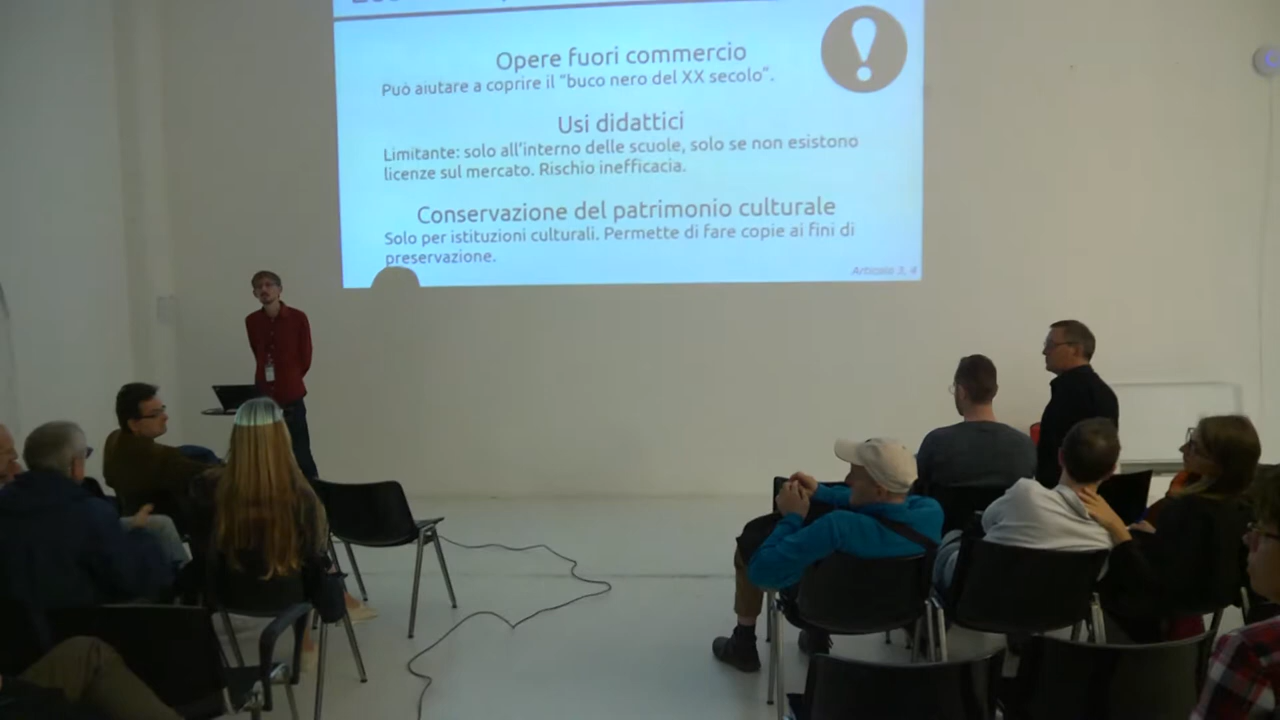 Opere fuori commercio
Può aiutare a coprire il "buco nero del XX secolo".
Usi didattici
Limitante: solo all'interno delle scuole, solo se non esistono
licenze sul mercato. Rischio inefficacia.
Conservazione del patrimonio culturale
Solo per istituzioni culturali. Permette di fare copie ai fini di
preservazione.
Articolo 3, 4